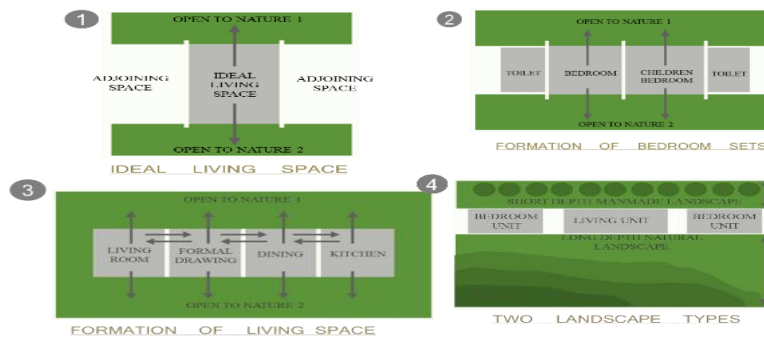 1
OPEN TO NATURE 1
ADJOINING SPACE
IDEAL LIVING SPACE
ADJOINING SPACE
OPEN TO NATURE 2
IDEAL LIVING SPACE
2
OPEN TO NATURE 1
TOILET
BEDROOM
CHILDREN BEDROOM
TOILET
OPEN TO NATURE 2
FORMATION OF BEDROOM SETS
3
OPEN TO NATURE 1
LIVING ROOM
FORMAL DRAWING
DINING
KITCHEN
OPEN TO NATURE 2
FORMATION OF LIVING SPACE
4
SHORT DEPTH MANMADE LANDSCAPE
BEDROOM UNIT
LIVING UNIT
BEDROOM UNIT
LONG DEPTH NATURAL
LANDSCAPE
TWO LANDSCAPE TYPES